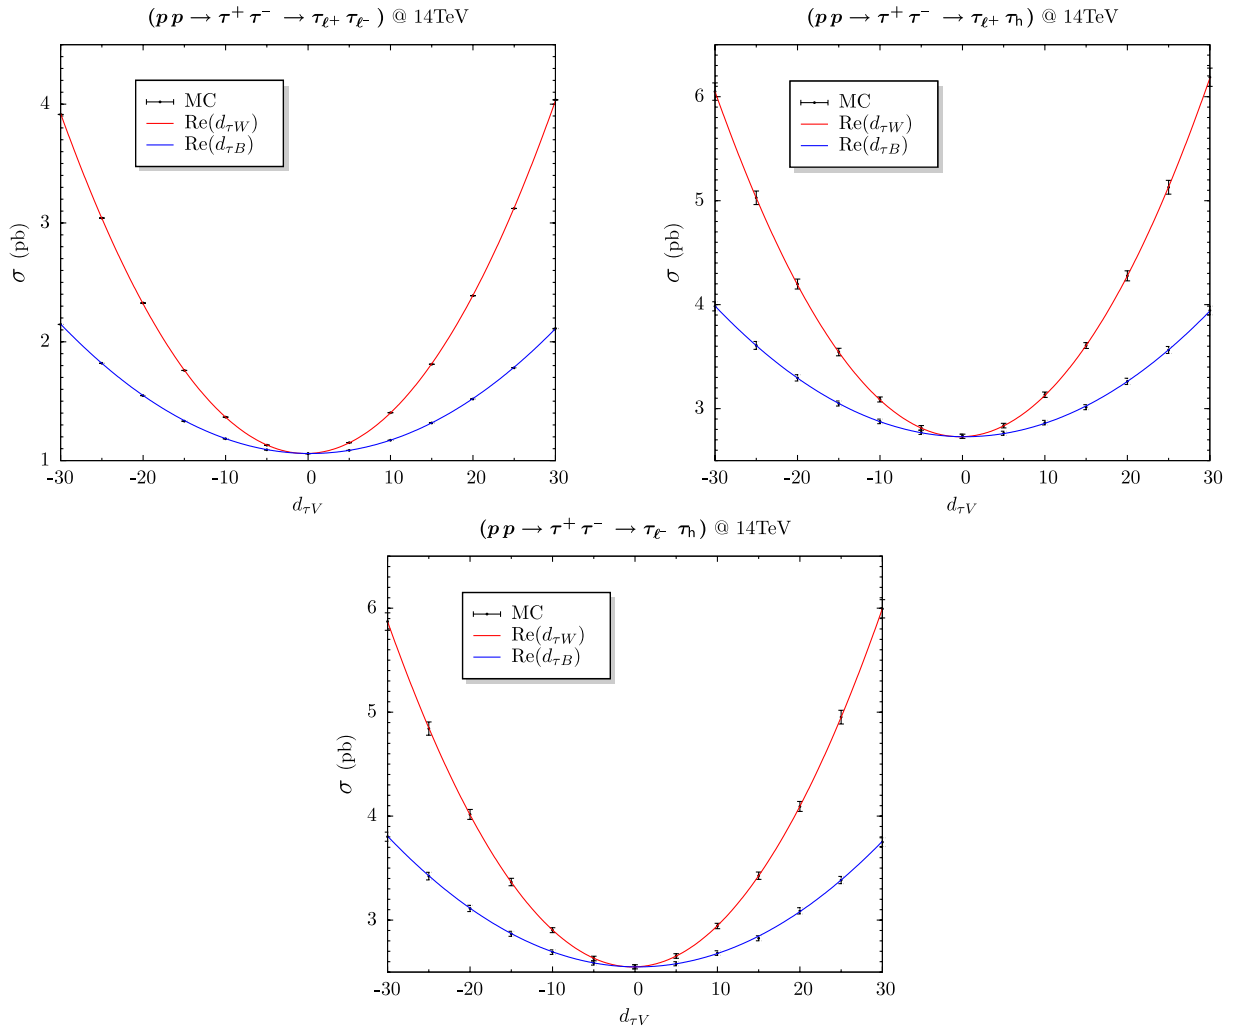 (p p → τ⁺ τ⁻ → τ_ℓ⁺ τ_ℓ⁻ ) @ 14TeV
4
3
2
1
σ (pb)
MC
Re(d_τW)
Re(d_τB)
-30 -20 -10 0 10 20 30
d_τV
(p p → τ⁺ τ⁻ → τ_ℓ⁺ τ_h) @ 14TeV
6
5
4
3
σ (pb)
MC
Re(d_τW)
Re(d_τB)
-30 -20 -10 0 10 20 30
d_τV
(p p → τ⁺ τ⁻ → τ_ℓ⁻ τ_h) @ 14TeV
6
5
4
3
σ (pb)
MC
Re(d_τW)
Re(d_τB)
-30 -20 -10 0 10 20 30
d_τV